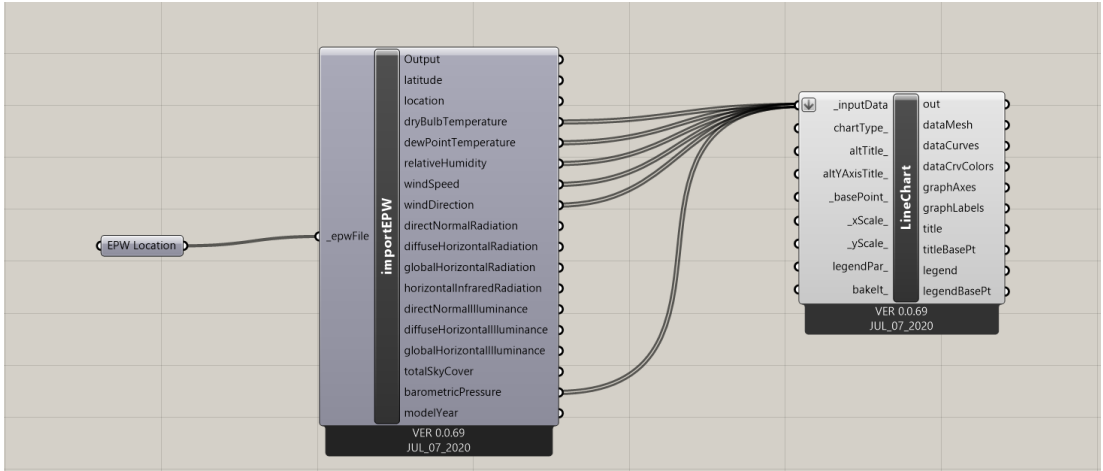 EPW Location
_epwFile
importEPW
Output
latitude
location
dryBulbTemperature
dewPointTemperature
relativeHumidity
windSpeed
windDirection
directNormalRadiation
diffuseHorizontalRadiation
globalHorizontalRadiation
horizontalInfraredRadiation
directNormalIlluminance
diffuseHorizontalIlluminance
globalHorizontalIlluminance
totalSkyCover
barometricPressure
modelYear
VER 0.0.69
JUL_07_2020
_inputData
chartType_
altTitle_
altYAxisTitle_
_basePoint_
_xScale_
_yScale_
legendPar_
bakeIt_
LineChart
out
dataMesh
dataCurves
dataCrvColors
graphAxes
graphLabels
title
titleBasePt
legend
legendBasePt
VER 0.0.69
JUL_07_2020